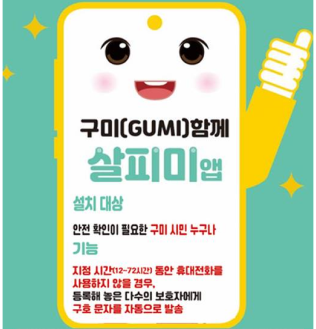 구미(GUMI)함께
살피미앱
설치 대상
안전 확인이 필요한 구미 시민 누구나
기능
지정 시간(12~72시간) 동안 휴대전화를
사용하지 않을 경우,
등록해 놓은 다수의 보호자에게
구호 문자를 자동으로 발송